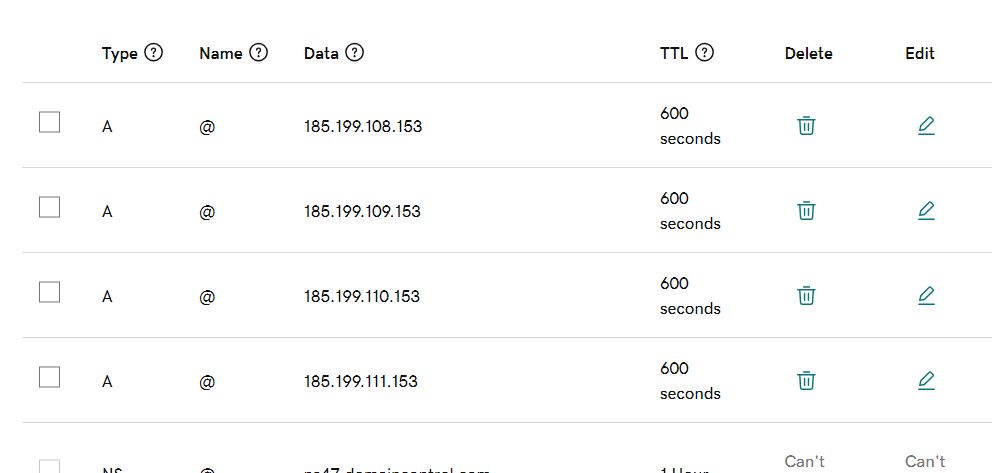 Type ? Name ? Data ? TTL ? Delete Edit
A @ 185.199.108.153 600 seconds
A @ 185.199.109.153 600 seconds
A @ 185.199.110.153 600 seconds
A @ 185.199.111.153 600 seconds
NS @ Can't Can't
1 Hour